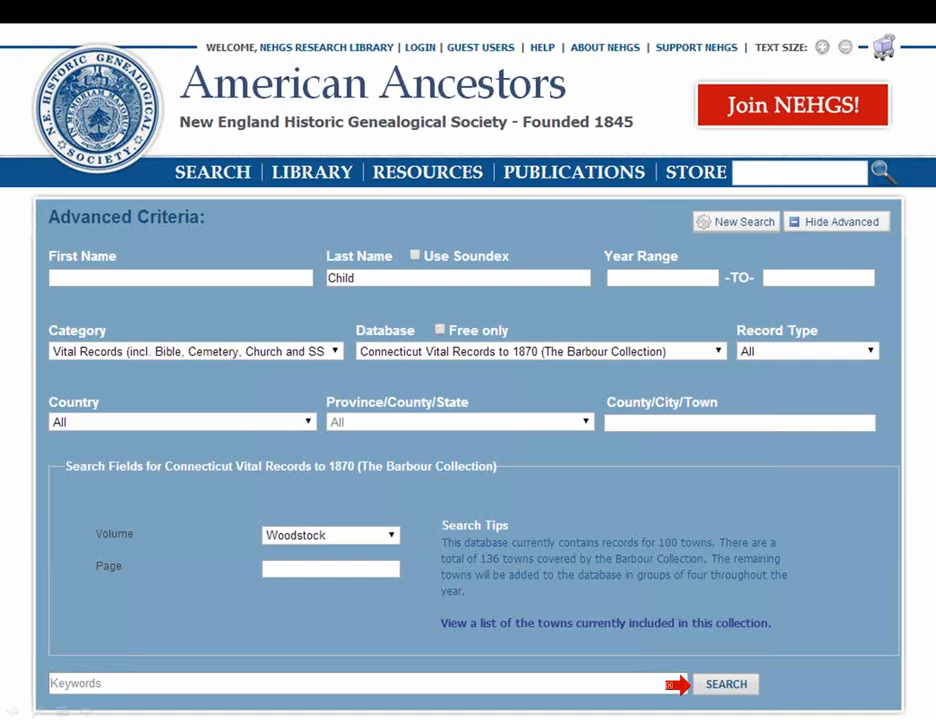 WELCOME, NEHGS RESEARCH LIBRARY | LOGIN | GUEST USERS | HELP | ABOUT NEHGS | SUPPORT NEHGS | TEXT SIZE:
N.E. HISTORIC GENEALOGICAL SOCIETY
American Ancestors
New England Historic Genealogical Society - Founded 1845
Join NEHGS!
SEARCH | LIBRARY | RESOURCES | PUBLICATIONS | STORE
Advanced Criteria:
New Search
Hide Advanced
First Name
Last Name Use Soundex
Year Range
Child
-TO-
Category
Database Free only
Record Type
Vital Records (incl. Bible, Cemetery, Church and SS
Connecticut Vital Records to 1870 (The Barbour Collection)
All
Country
Province/County/State
County/City/Town
All
All
Search Fields for Connecticut Vital Records to 1870 (The Barbour Collection)
Volume
Woodstock
Page
Search Tips
This database currently contains records for 100 towns. There are a
total of 136 towns covered by the Barbour Collection. The remaining
towns will be added to the database in groups of four throughout the
year.
View a list of the towns currently included in this collection.
Keywords
SEARCH